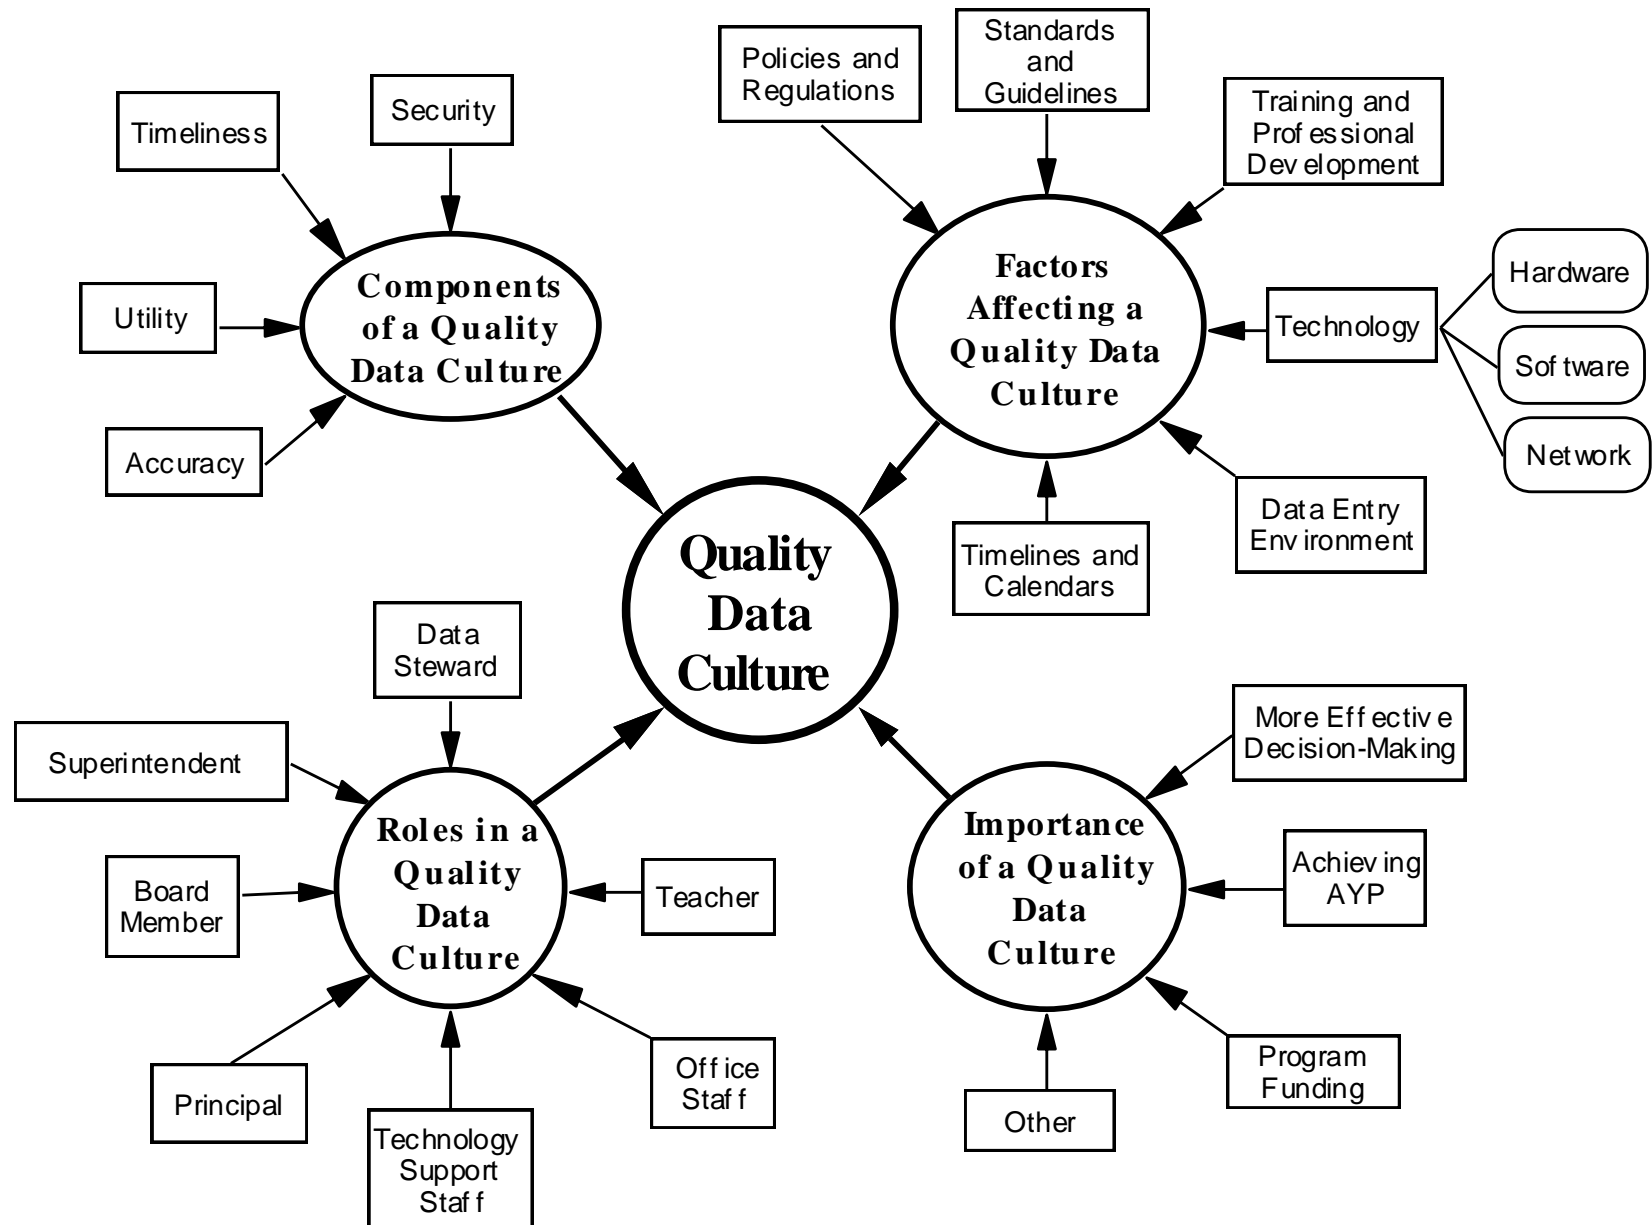 Timeliness
Security
Utility
Accuracy
Components
of a Quality
Data Culture
Policies and
Regulations
Standards
and
Guidelines
Training and
Professional
Development
Factors
Affecting a
Quality Data
Culture
Technology
Hardware
Software
Network
Data Entry
Environment
Timelines and
Calendars
Quality
Data
Culture
Data
Steward
Superintendent
Board
Member
Principal
Technology
Support
Staff
Office
Staff
Teacher
Roles in a
Quality
Data
Culture
Importance
of a Quality
Data
Culture
More Effective
Decision-Making
Achieving
AYP
Program
Funding
Other